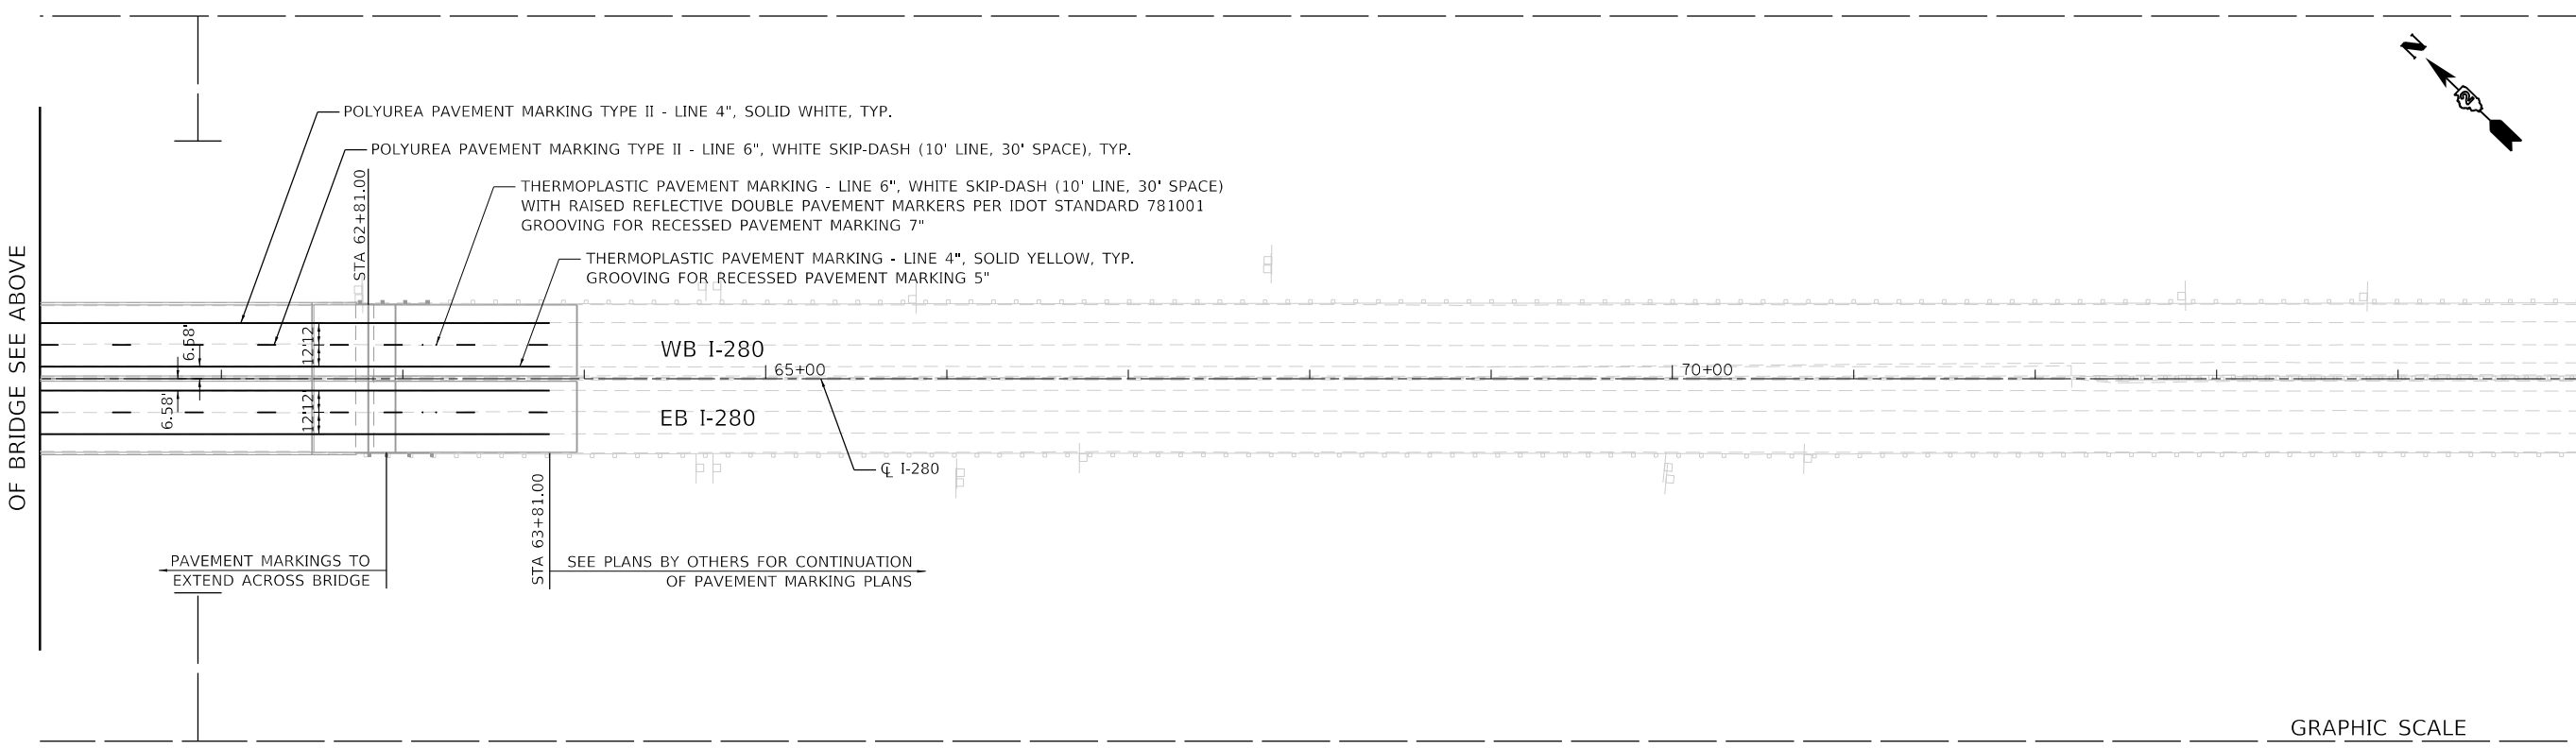 N
2
POLYUREA PAVEMENT MARKING TYPE II - LINE 4", SOLID WHITE, TYP.
POLYUREA PAVEMENT MARKING TYPE II - LINE 6", WHITE SKIP-DASH (10' LINE, 30' SPACE), TYP.
STA 62+81.00
THERMOPLASTIC PAVEMENT MARKING - LINE 6", WHITE SKIP-DASH (10' LINE, 30' SPACE)
WITH RAISED REFLECTIVE DOUBLE PAVEMENT MARKERS PER IDOT STANDARD 781001
GROOVING FOR RECESSED PAVEMENT MARKING 7"
THERMOPLASTIC PAVEMENT MARKING - LINE 4", SOLID YELLOW, TYP.
GROOVING FOR RECESSED PAVEMENT MARKING 5"
OF BRIDGE SEE ABOVE
6.58'
12'
12'
WB I-280
65+00
70+00
6.58'
12'
12'
EB I-280
℄ I-280
STA 63+81.00
PAVEMENT MARKINGS TO
EXTEND ACROSS BRIDGE
SEE PLANS BY OTHERS FOR CONTINUATION
OF PAVEMENT MARKING PLANS
GRAPHIC SCALE